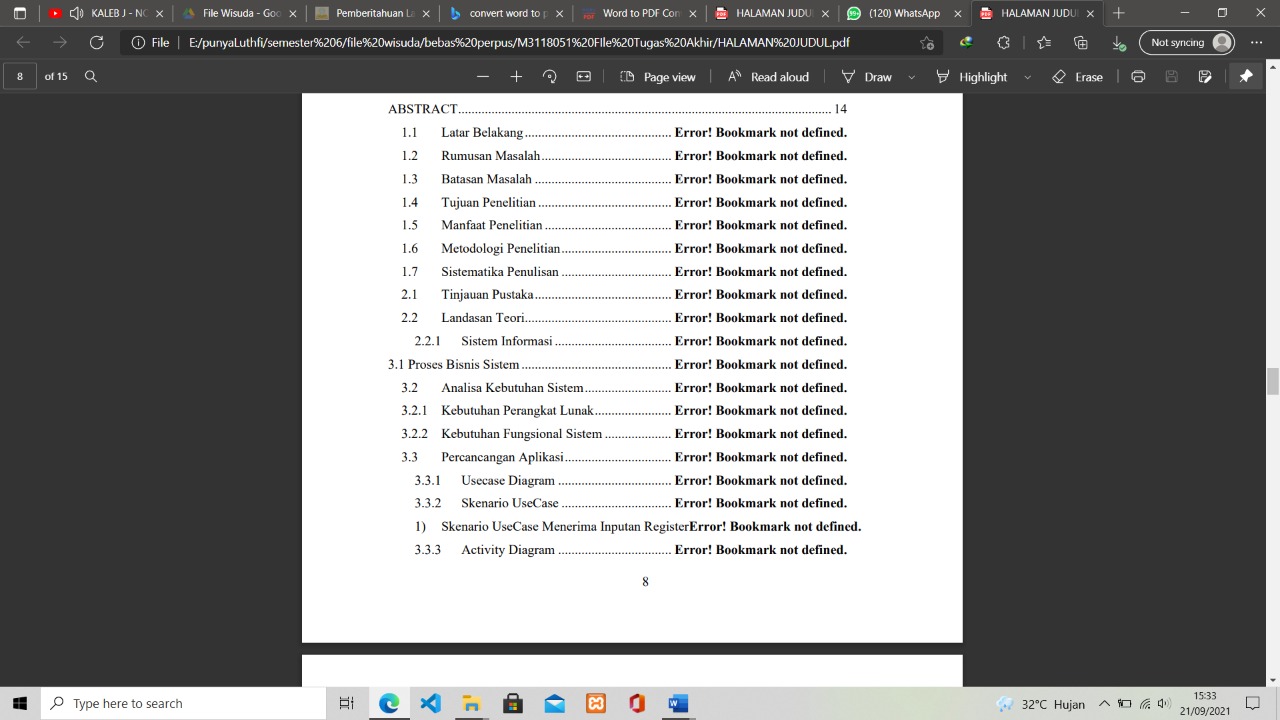 KALEB J - NO
File Wisuda - Goo
Pemberitahuan La
convert word to p
Word to PDF Con
HALAMAN JUDU
(120) WhatsApp
HALAMAN JUDU
File
E:/punyaLuthfi/semester%206/file%20wisuda/bebas%20perpus/M3118051%20FIle%20Tugas%20Akhir/HALAMAN%20JUDUL.pdf
Not syncing
8 of 15
Page view
Read aloud
Draw
Highlight
Erase
ABSTRACT 14
1.1 Latar Belakang Error! Bookmark not defined.
1.2 Rumusan Masalah Error! Bookmark not defined.
1.3 Batasan Masalah Error! Bookmark not defined.
1.4 Tujuan Penelitian Error! Bookmark not defined.
1.5 Manfaat Penelitian Error! Bookmark not defined.
1.6 Metodologi Penelitian Error! Bookmark not defined.
1.7 Sistematika Penulisan Error! Bookmark not defined.
2.1 Tinjauan Pustaka Error! Bookmark not defined.
2.2 Landasan Teori Error! Bookmark not defined.
2.2.1 Sistem Informasi Error! Bookmark not defined.
3.1 Proses Bisnis Sistem Error! Bookmark not defined.
3.2 Analisa Kebutuhan Sistem Error! Bookmark not defined.
3.2.1 Kebutuhan Perangkat Lunak Error! Bookmark not defined.
3.2.2 Kebutuhan Fungsional Sistem Error! Bookmark not defined.
3.3 Percancangan Aplikasi Error! Bookmark not defined.
3.3.1 Usecase Diagram Error! Bookmark not defined.
3.3.2 Skenario UseCase Error! Bookmark not defined.
1) Skenario UseCase Menerima Inputan RegisterError! Bookmark not defined.
3.3.3 Activity Diagram Error! Bookmark not defined.
8
Type here to search
32°C Hujan
15:33
21/09/2021